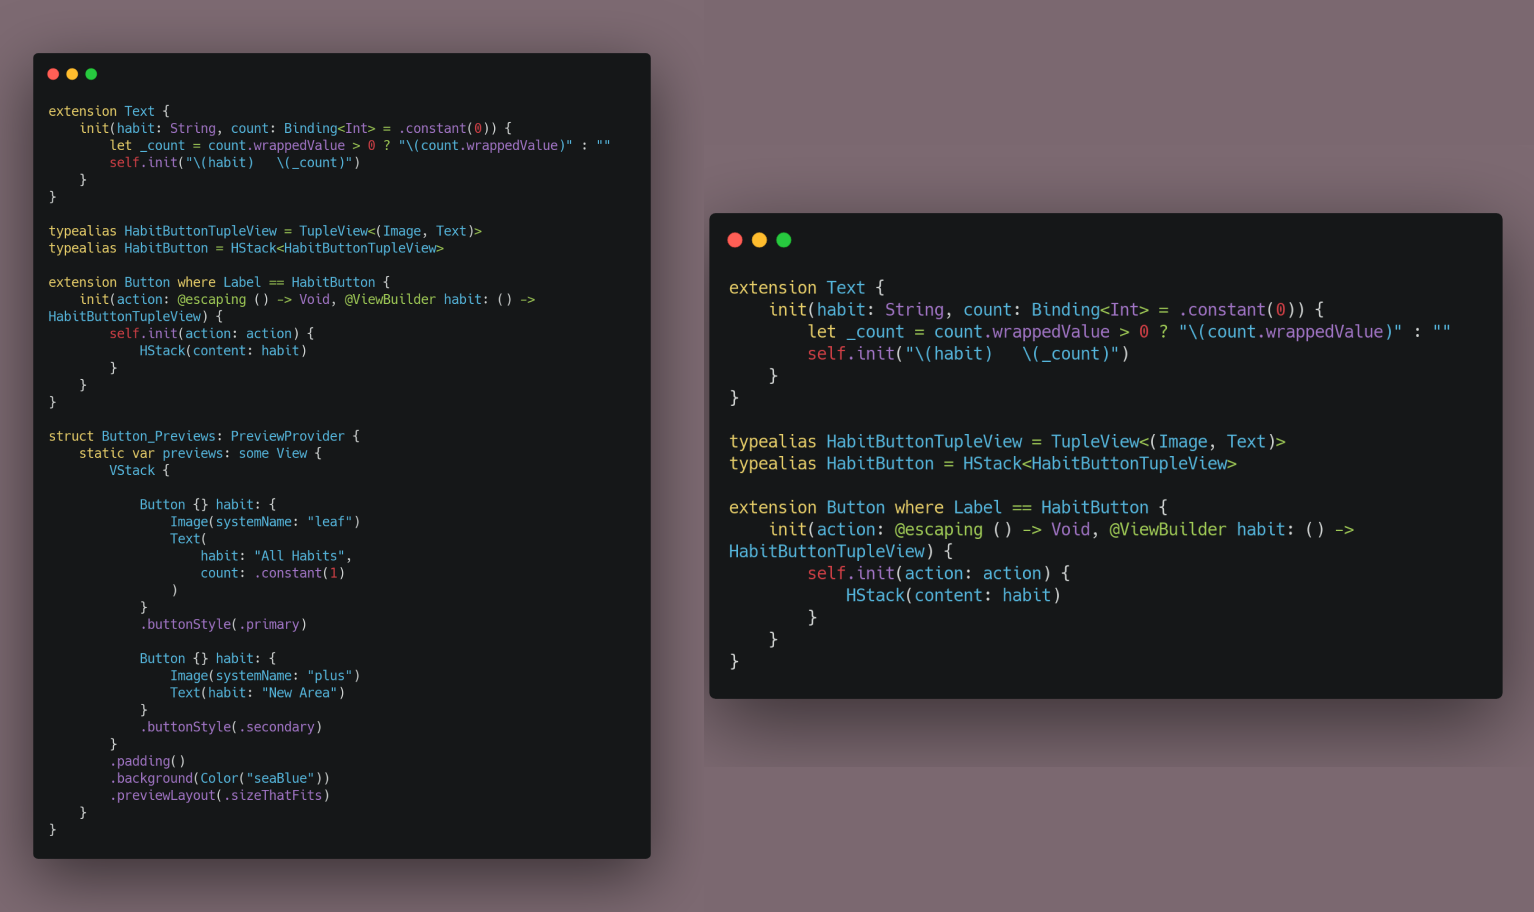 extension Text {
    init(habit: String, count: Binding<Int> = .constant(0)) {
        let _count = count.wrappedValue > 0 ? "\(count.wrappedValue)" : ""
        self.init("\(habit)   \(_count)")
    }
}

typealias HabitButtonTupleView = TupleView<(Image, Text)>
typealias HabitButton = HStack<HabitButtonTupleView>

extension Button where Label == HabitButton {
    init(action: @escaping () -> Void, @ViewBuilder habit: () ->
HabitButtonTupleView) {
        self.init(action: action) {
            HStack(content: habit)
        }
    }
}

struct Button_Previews: PreviewProvider {
    static var previews: some View {
        VStack {

            Button {} habit: {
                Image(systemName: "leaf")
                Text(
                    habit: "All Habits",
                    count: .constant(1)
                )
            }
            .buttonStyle(.primary)

            Button {} habit: {
                Image(systemName: "plus")
                Text(habit: "New Area")
            }
            .buttonStyle(.secondary)
        }
        .padding()
        .background(Color("seaBlue"))
        .previewLayout(.sizeThatFits)
    }
}

extension Text {
    init(habit: String, count: Binding<Int> = .constant(0)) {
        let _count = count.wrappedValue > 0 ? "\(count.wrappedValue)" : ""
        self.init("\(habit)   \(_count)")
    }
}

typealias HabitButtonTupleView = TupleView<(Image, Text)>
typealias HabitButton = HStack<HabitButtonTupleView>

extension Button where Label == HabitButton {
    init(action: @escaping () -> Void, @ViewBuilder habit: () ->
HabitButtonTupleView) {
        self.init(action: action) {
            HStack(content: habit)
        }
    }
}